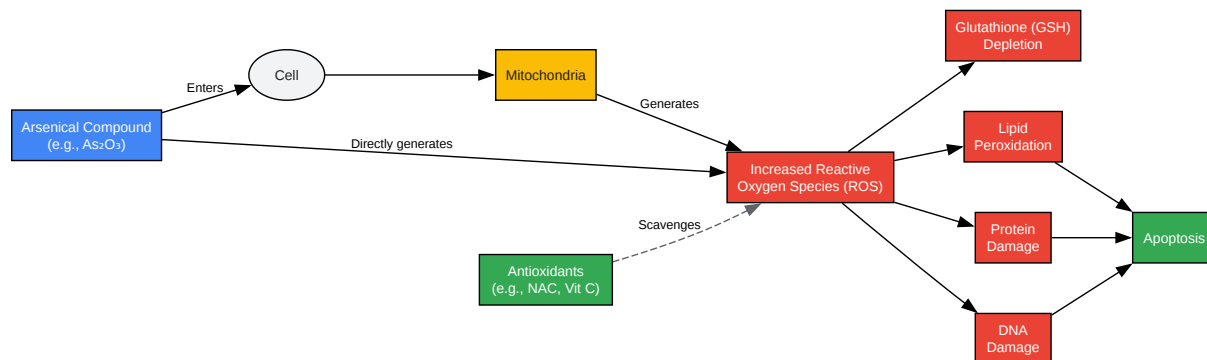 Glutathione (GSH)
Depletion
Cell
Mitochondria
Enters
Generates
Arsenical Compound
(e.g., As₂O₃)
Directly generates
Lipid
Peroxidation
Increased Reactive
Oxygen Species (ROS)
Scavenges
Protein
Damage
Apoptosis
Antioxidants
(e.g., NAC, Vit C)
DNA
Damage